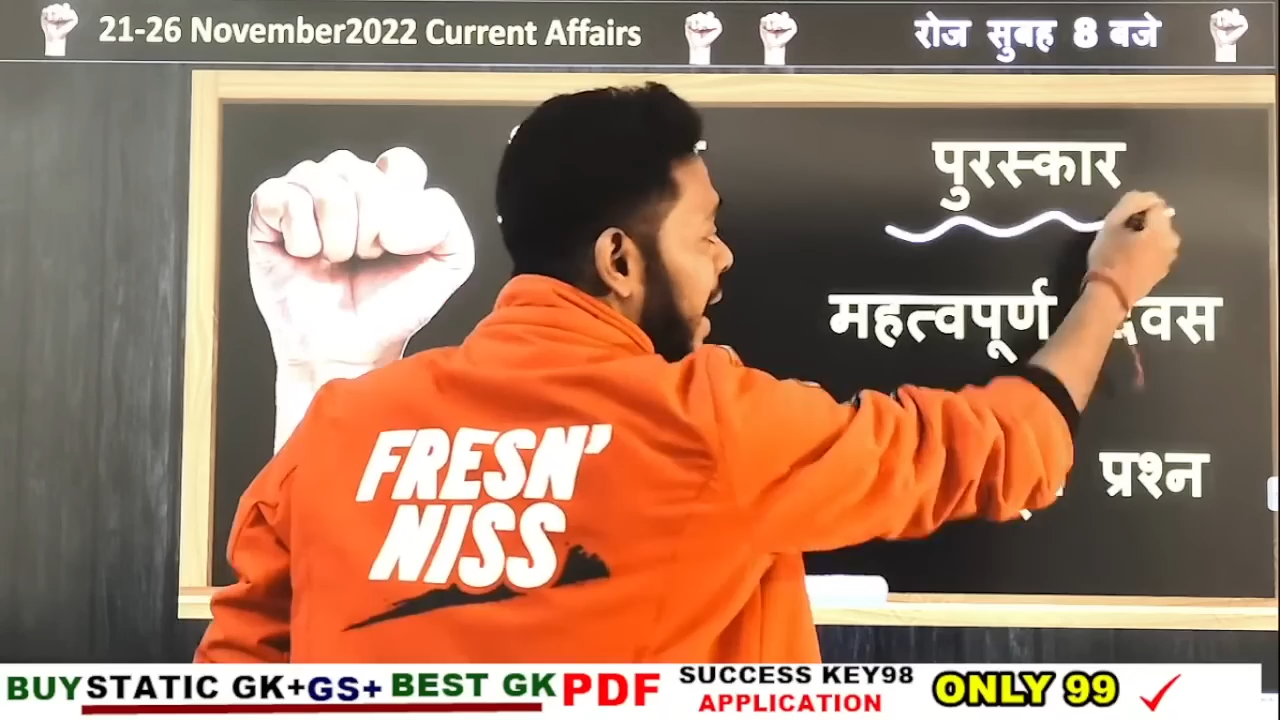 21-26 November2022 Current Affairs
रोज सुबह 8 बजे
पुरस्कार
महत्वपूर्ण
प्रश्न
FRESN'
NISS
BUY STATIC GK+GS+ BEST GK PDF
SUCCESS KEY98
APPLICATION
ONLY 99